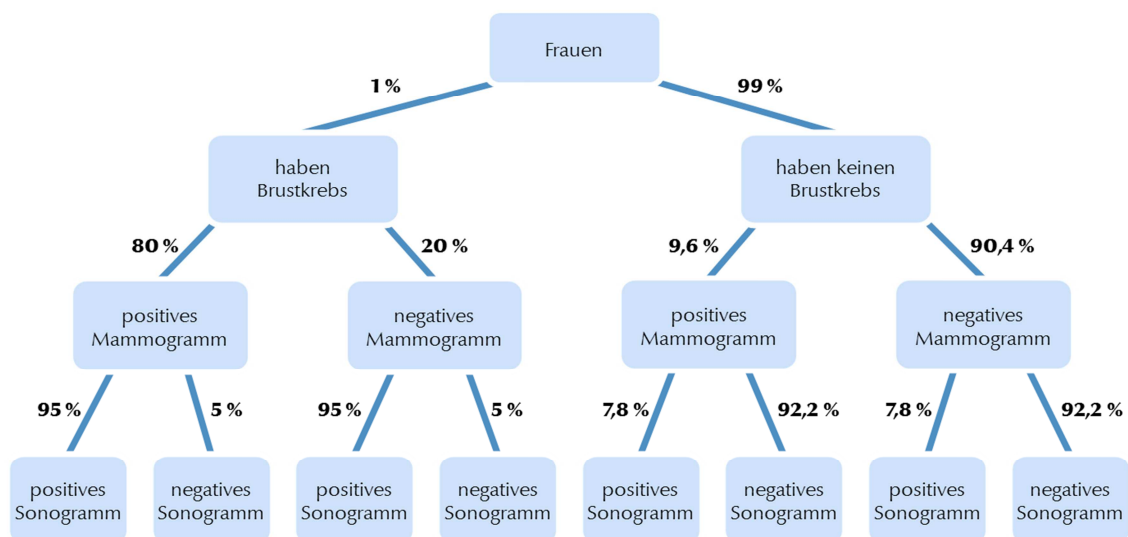 Frauen
1 %
99 %
haben
Brustkrebs
haben keinen
Brustkrebs
80 %
20 %
9,6 %
90,4 %
positives
Mammogramm
negatives
Mammogramm
positives
Mammogramm
negatives
Mammogramm
95 %
5 %
95 %
5 %
7,8 %
92,2 %
7,8 %
92,2 %
positives
Sonogramm
negatives
Sonogramm
positives
Sonogramm
negatives
Sonogramm
positives
Sonogramm
negatives
Sonogramm
positives
Sonogramm
negatives
Sonogramm